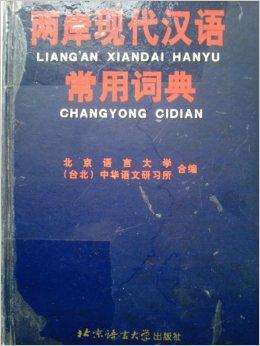 两岸现代汉语
LIANG'AN XIANDAI HANYU
常用词典
CHANGYONG CIDIAN
北京语言大学
(台北)中华语文研习所 合编
北京语言大学出版社